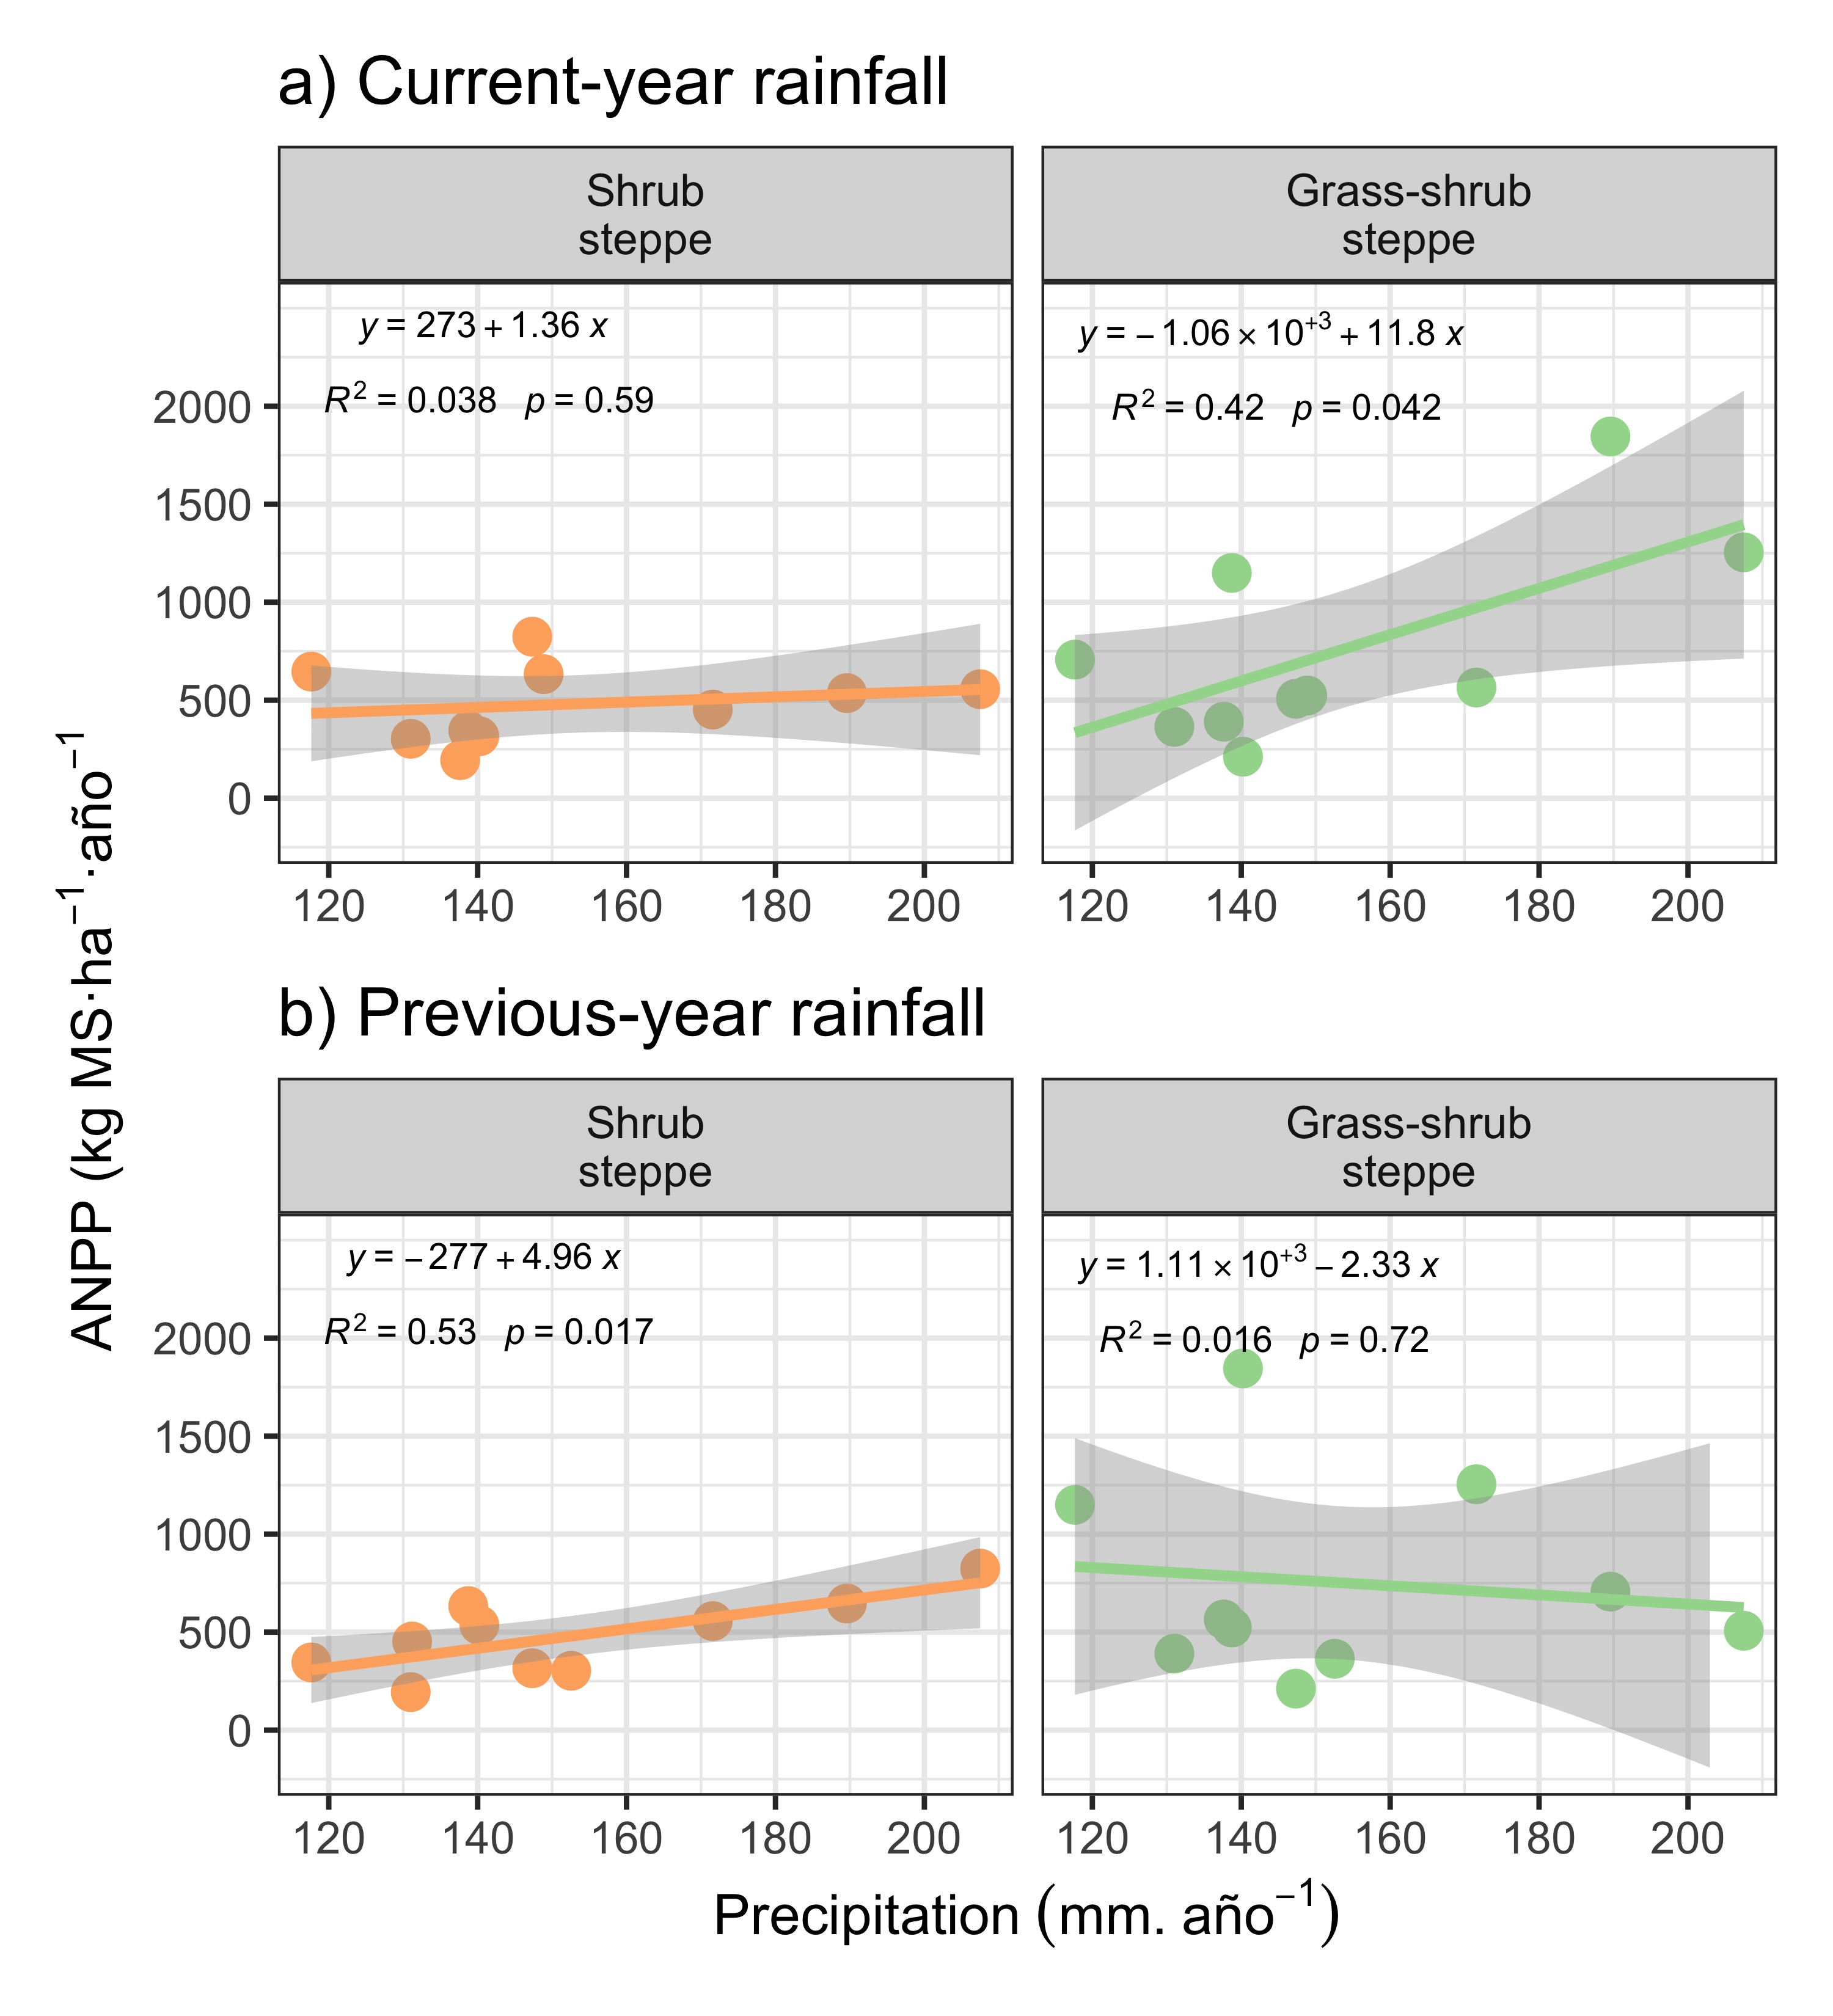 a) Current-year rainfall
Shrub
steppe
Grass-shrub
steppe
y = 273 + 1.36 x
R² = 0.038 p = 0.59
y = − 1.06 × 10⁺³ + 11.8 x
R² = 0.42 p = 0.042
2000
1500
1000
500
0
120 140 160 180 200
120 140 160 180 200
ANPP (kg MS·ha⁻¹·año⁻¹
b) Previous-year rainfall
Shrub
steppe
Grass-shrub
steppe
y = −277 + 4.96 x
R² = 0.53 p = 0.017
y = 1.11 × 10⁺³ − 2.33 x
R² = 0.016 p = 0.72
2000
1500
1000
500
0
120 140 160 180 200
120 140 160 180 200
Precipitation (mm. año⁻¹)